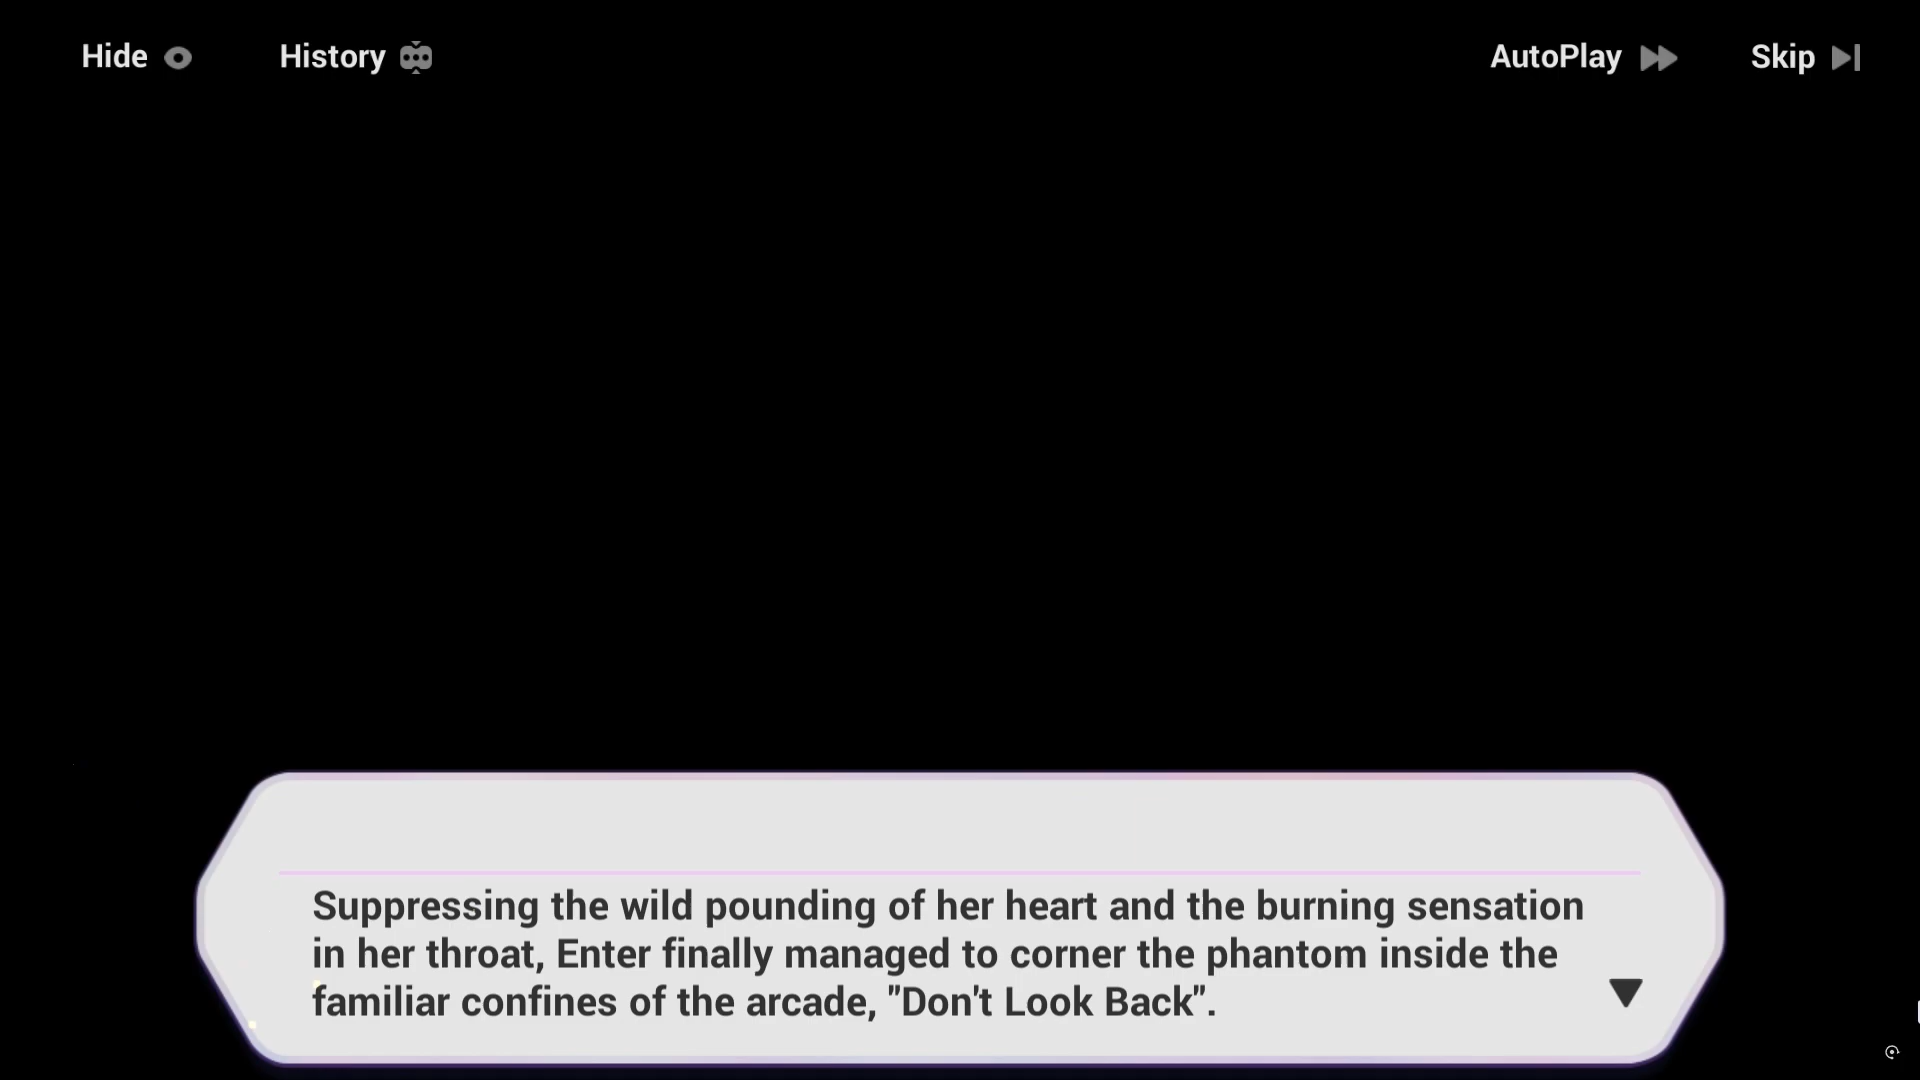 Hide
History
AutoPlay
Skip
Suppressing the wild pounding of her heart and the burning sensation
in her throat, Enter finally managed to corner the phantom inside the
familiar confines of the arcade, "Don't Look Back".